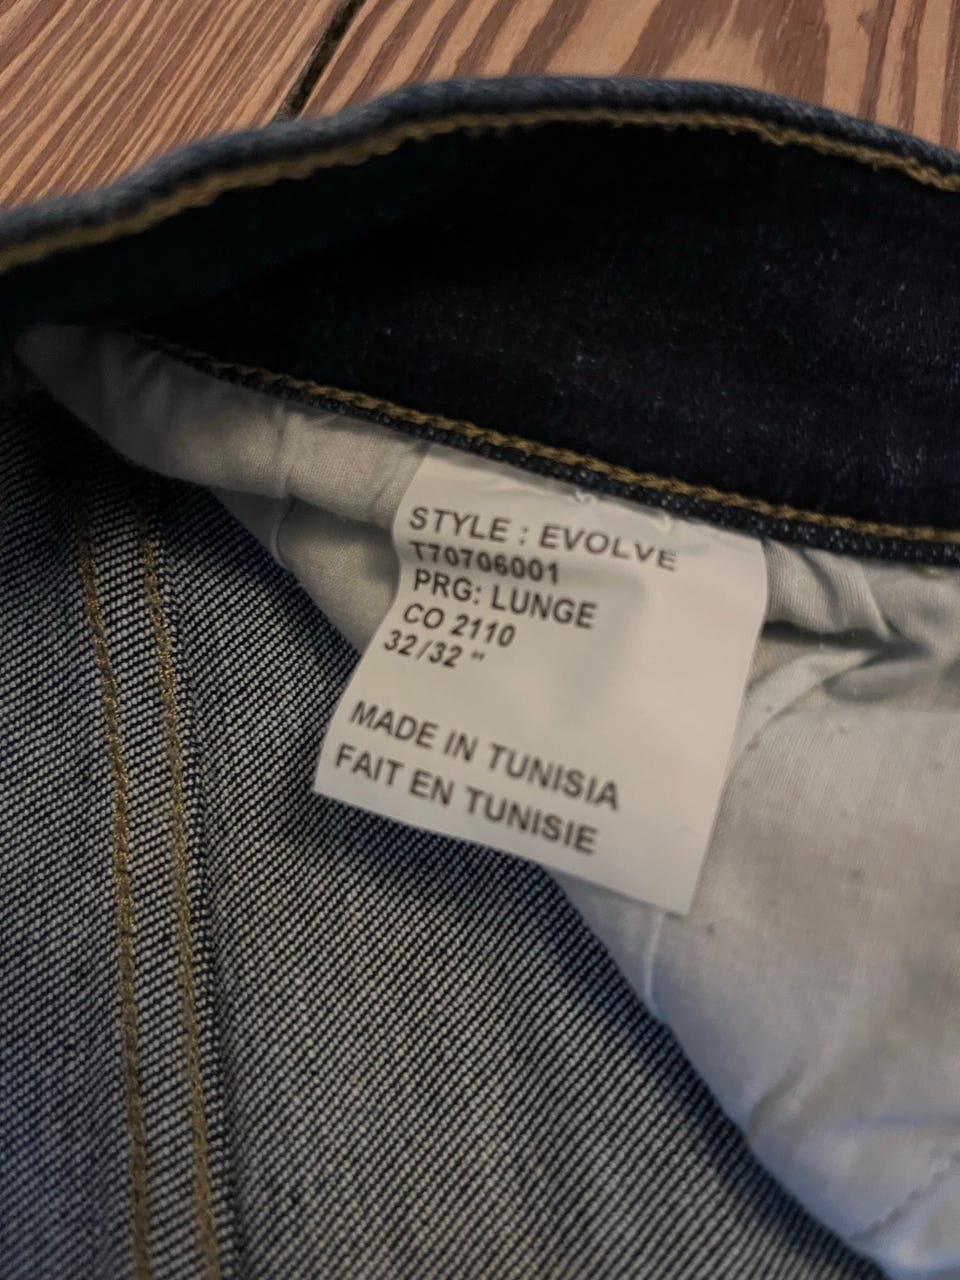 STYLE : EVOLVE
T70706001
PRG: LUNGE
CO 2110
32/32 "
MADE IN TUNISIA
FAIT EN TUNISIE